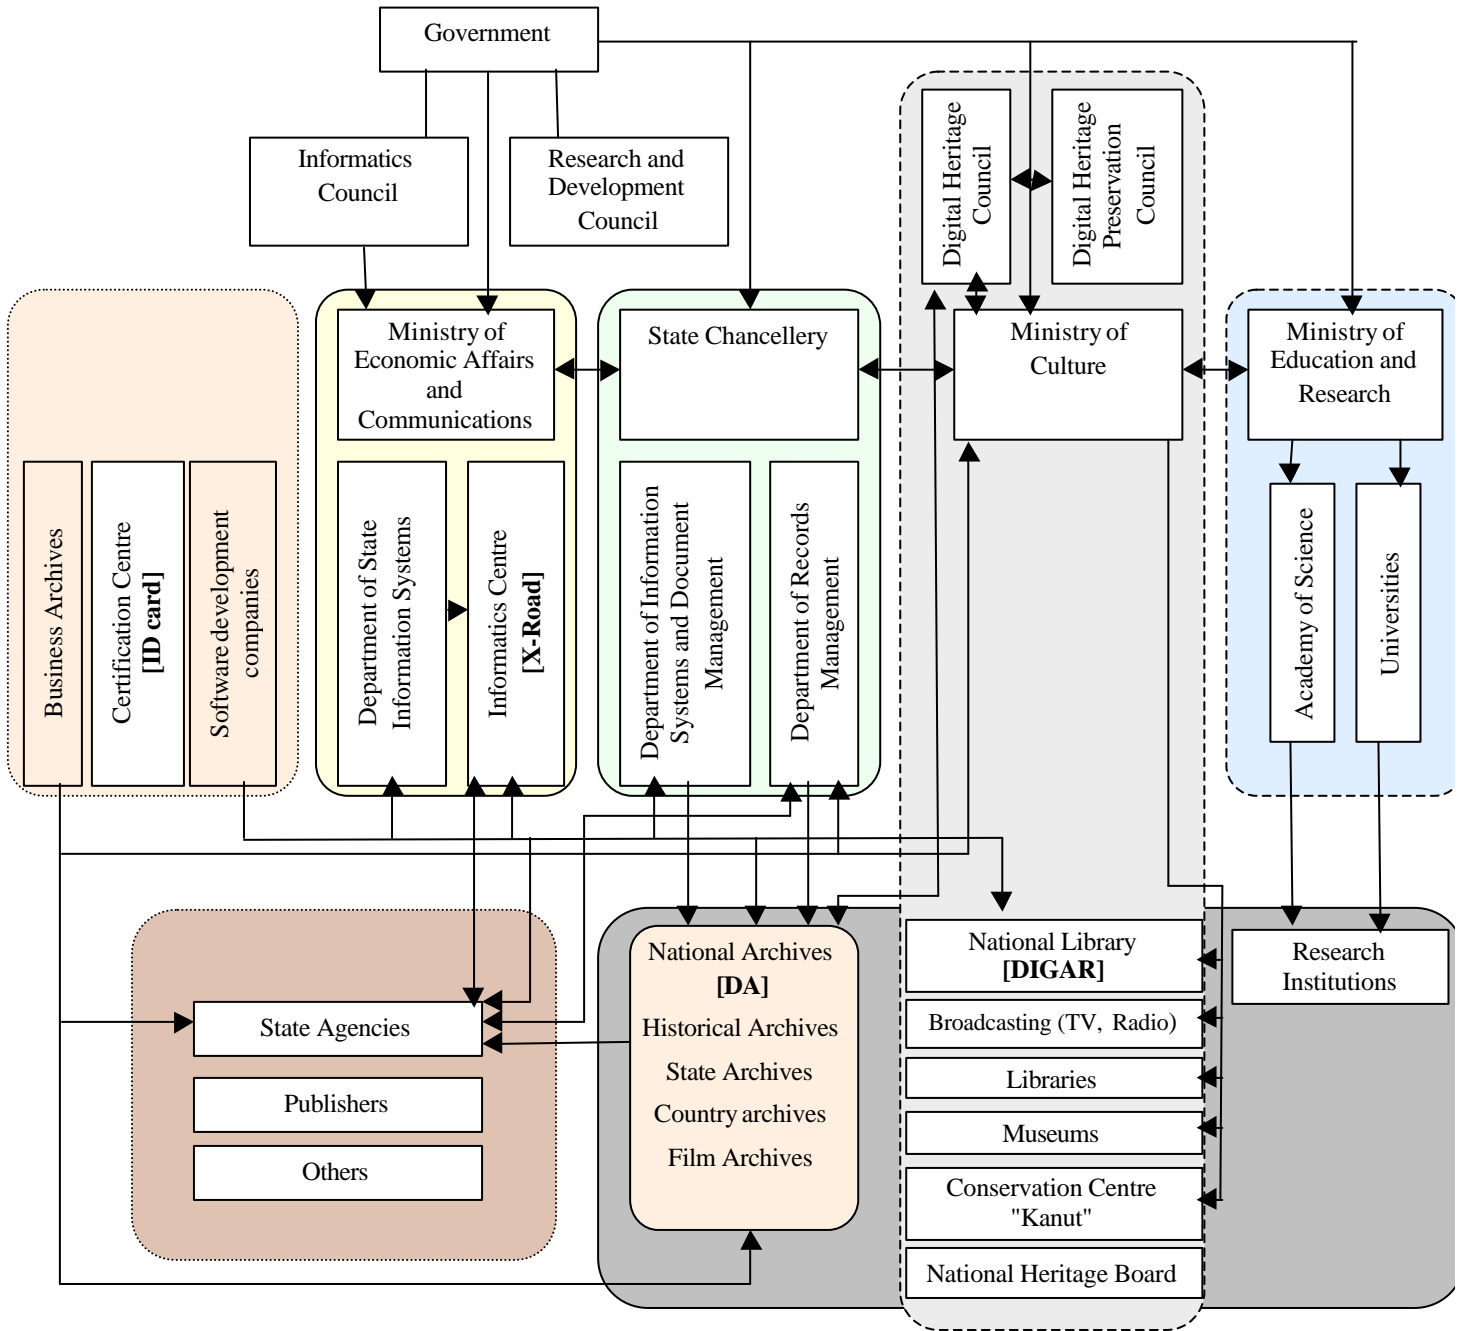 Government
Informatics
Council
Research and
Development
Council
Digital Heritage
Council
Digital Heritage
Preservation
Council
Ministry of
Economic Affairs
and
Communications
State Chancellery
Ministry of
Culture
Ministry of
Education and
Research
Business Archives
Certification Centre
[ID card]
Software development
companies
Department of State
Information Systems
Informatics Centre
[X-Road]
Department of Information
Systems and Document
Management
Department of Records
Management
Academy of Science
Universities
National Archives
[DA]
Historical Archives
State Archives
Country archives
Film Archives
National Library
[DIGAR]
Broadcasting (TV, Radio)
Libraries
Museums
Conservation Centre
"Kanut"
National Heritage Board
Research
Institutions
State Agencies
Publishers
Others